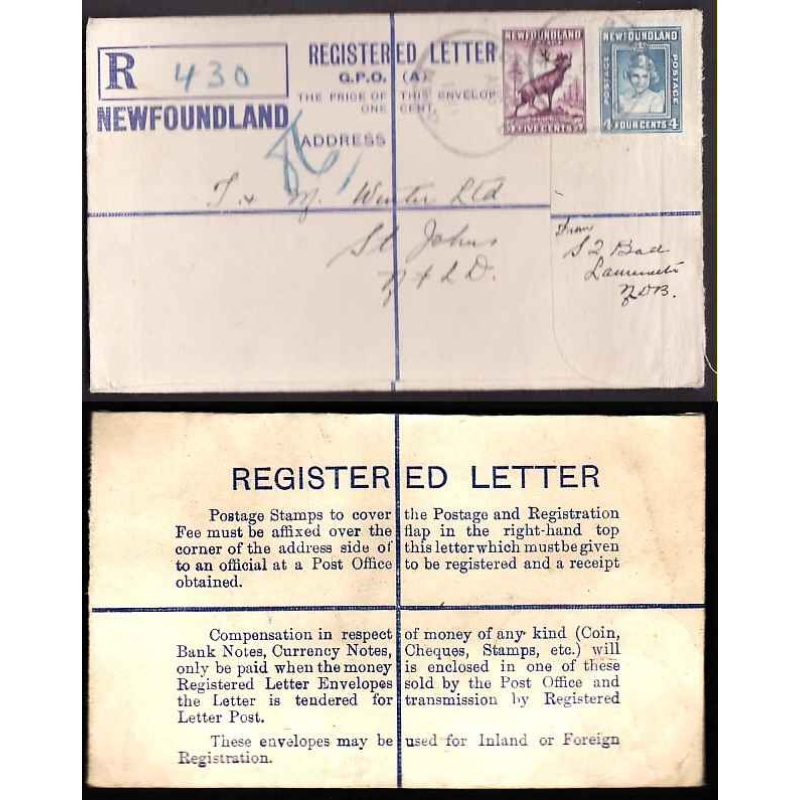 R 430
NEWFOUNDLAND
REGISTERED LETTER
G.P.O. (A)
THE PRICE OF THIS ENVELOP
ONE CENT.
ADDRESS
FIVE CENTS
NEWFOUNDLAND
POSTAGE POSTAGE
4 FOUR CENTS 4
T & M. Winter Ltd
St Johns
Nfld.
From
Bad
N.D.B.
REGISTERED LETTER
Postage Stamps to cover the Postage and Registration
Fee must be affixed over the flap in the right-hand top
corner of the address side of this letter which must be given
to an official at a Post Office to be registered and a receipt
obtained.
Compensation in respect of money of any kind (Coin,
Bank Notes, Currency Notes, Cheques, Stamps, etc.) will
only be paid when the money is enclosed in one of these
Registered Letter Envelopes sold by the Post Office and
the Letter is tendered for transmission by Registered
Letter Post.
These envelopes may be used for Inland or Foreign
Registration.